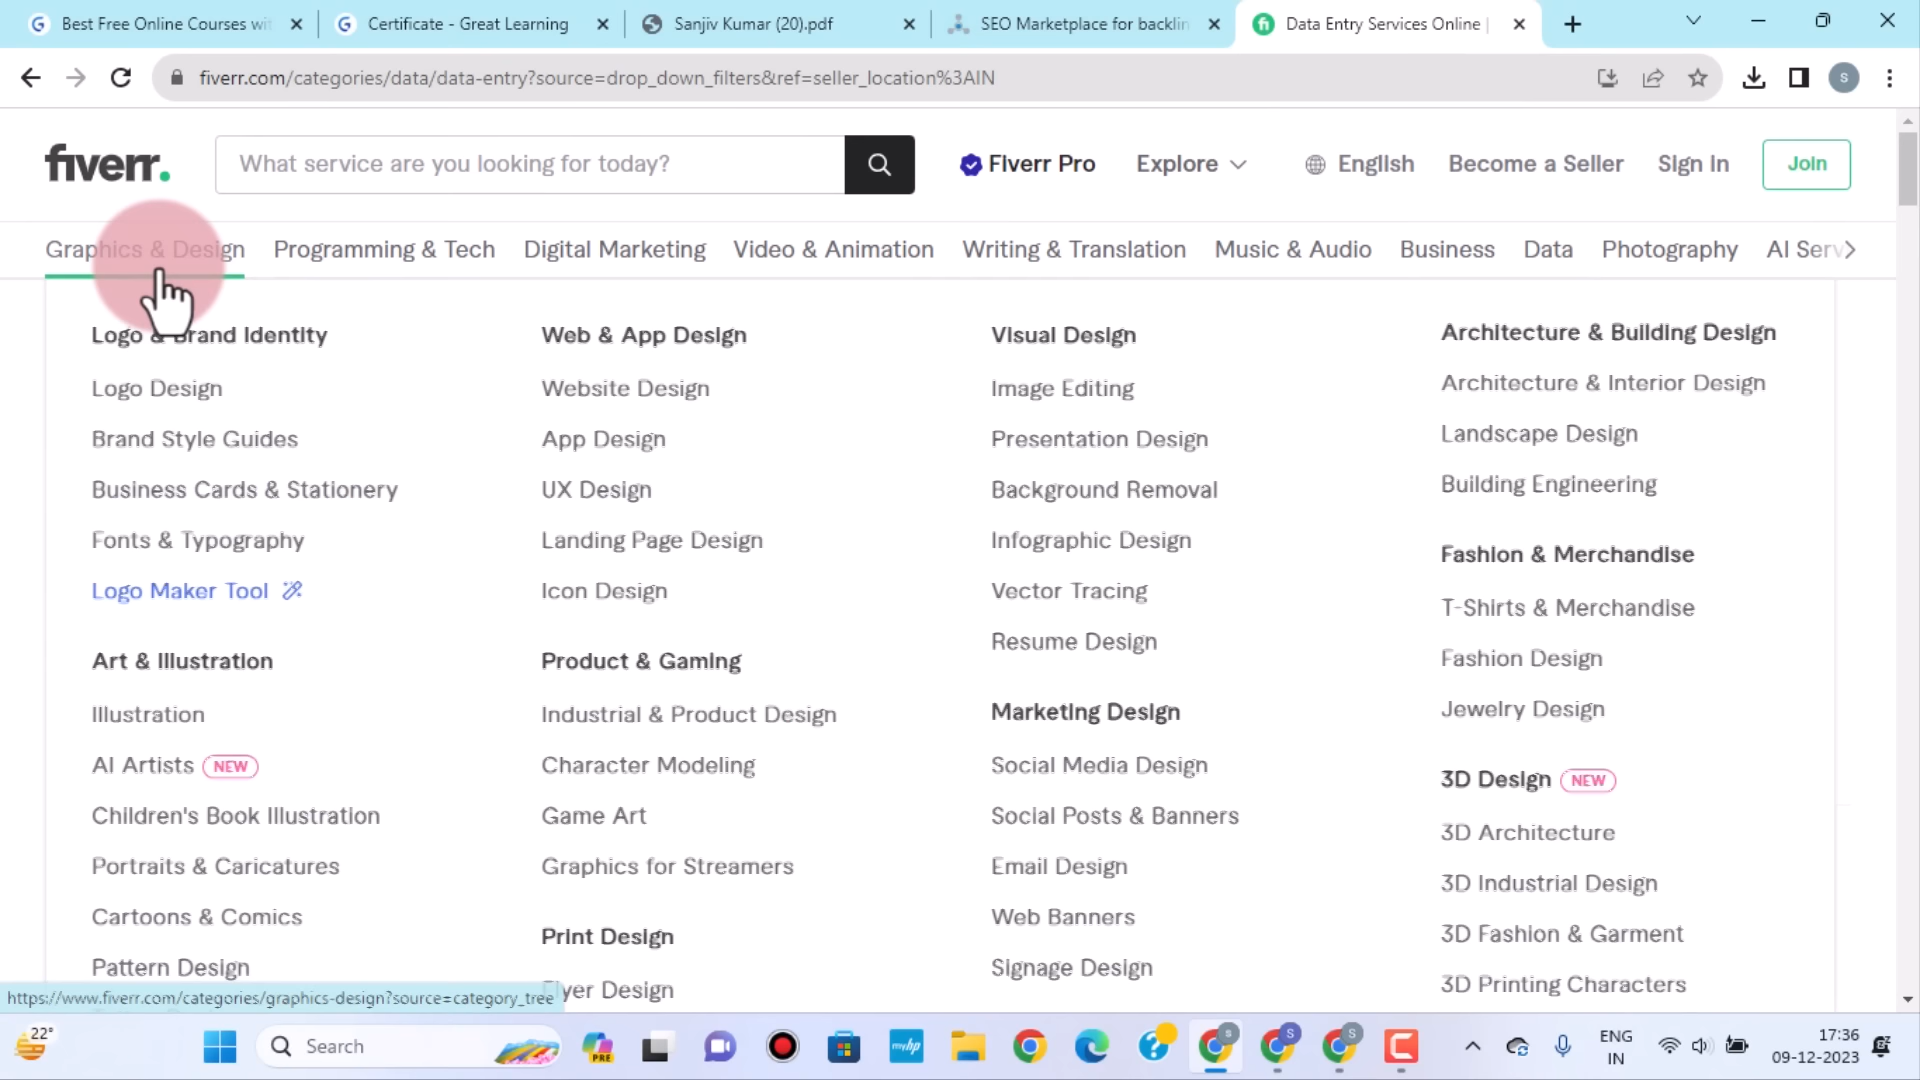 Best Free Online Courses wit
Certificate - Great Learning
Sanjiv Kumar (20).pdf
SEO Marketplace for backlin
Data Entry Services Online |
fiverr.com/categories/data/data-entry?source=drop_down_filters&ref=seller_location%3AIN
S
fiverr.
What service are you looking for today?
Fiverr Pro
Explore
English
Become a Seller
Sign In
Join
Graphics & Design
Programming & Tech
Digital Marketing
Video & Animation
Writing & Translation
Music & Audio
Business
Data
Photography
AI Serv
Logo & Brand Identity
Logo Design
Brand Style Guides
Business Cards & Stationery
Fonts & Typography
Logo Maker Tool
Art & Illustration
Illustration
AI Artists NEW
Children's Book Illustration
Portraits & Caricatures
Cartoons & Comics
Pattern Design
Web & App Design
Website Design
App Design
UX Design
Landing Page Design
Icon Design
Product & Gaming
Industrial & Product Design
Character Modeling
Game Art
Graphics for Streamers
Print Design
Flyer Design
Visual Design
Image Editing
Presentation Design
Background Removal
Infographic Design
Vector Tracing
Resume Design
Marketing Design
Social Media Design
Social Posts & Banners
Email Design
Web Banners
Signage Design
Architecture & Building Design
Architecture & Interior Design
Landscape Design
Building Engineering
Fashion & Merchandise
T-Shirts & Merchandise
Fashion Design
Jewelry Design
3D Design NEW
3D Architecture
3D Industrial Design
3D Fashion & Garment
3D Printing Characters
https://www.fiverr.com/categories/graphics-design?source=category_tree
22°
Search
PRE
myhp
S
S
S
ENG
IN
17:36
09-12-2023